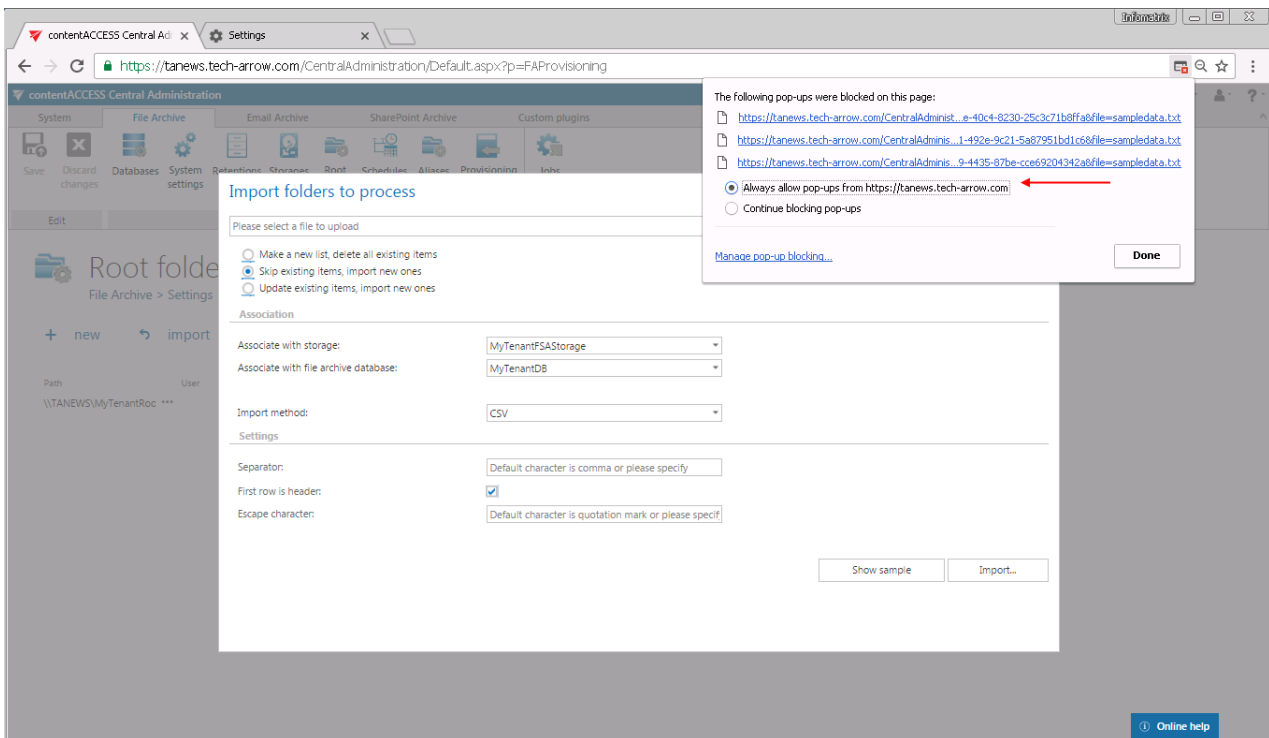 Infometrix
contentACCESS Central Ad
Settings
https://tanews.tech-arrow.com/CentralAdministration/Default.aspx?p=FAProvisioning
contentACCESS Central Administration
?
System
File Archive
Email Archive
SharePoint Archive
Custom plugins
Save
Discard changes
Databases
System settings
Retentions
Storages
Root
Schedules
Aliases
Provisioning
Jobs
Edit
Root folde
File Archive > Settings
+ new
import
Path
User
\\TANEWS\MyTenantRoc ***
Import folders to process
Please select a file to upload
Make a new list, delete all existing items
Skip existing items, import new ones
Update existing items, import new ones
Association
Associate with storage:
MyTenantFSAStorage
Associate with file archive database:
MyTenantDB
Import method:
CSV
Settings
Separator:
Default character is comma or please specify
First row is header:
Escape character:
Default character is quotation mark or please specif
Show sample
Import...
The following pop-ups were blocked on this page:
https://tanews.tech-arrow.com/CentralAdminist...e-40c4-8230-25c3c71b8ffa&file=sampledata.txt
https://tanews.tech-arrow.com/CentralAdminis...1-492e-9c21-5a87951bd1c6&file=sampledata.txt
https://tanews.tech-arrow.com/CentralAdminis...9-4435-87be-cce69204342a&file=sampledata.txt
Always allow pop-ups from https://tanews.tech-arrow.com
Continue blocking pop-ups
Manage pop-up blocking...
Done
Online help